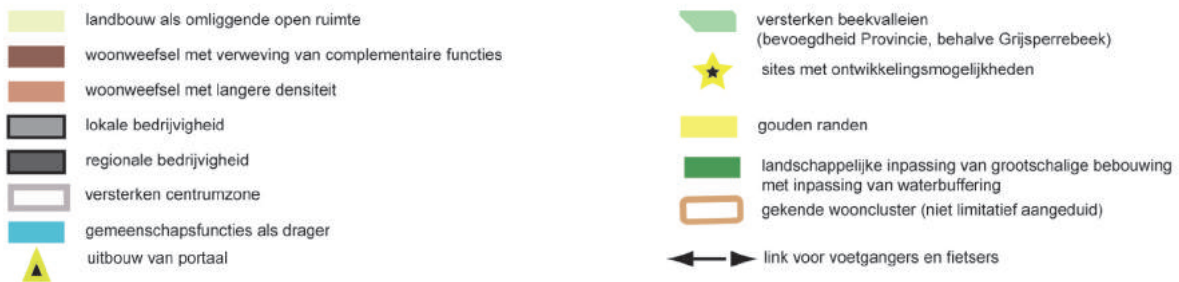 landbouw als omliggende open ruimte
woonweefsel met verweving van complementaire functies
woonweefsel met langere densiteit
lokale bedrijvigheid
regionale bedrijvigheid
versterken centrumzone
gemeenschapsfuncties als drager
uitbouw van portaal
versterken beekvalleien
(bevoegdheid Provincie, behalve Grijsperrebeek)
sites met ontwikkelingsmogelijkheden
gouden randen
landschappelijke inpassing van grootschalige bebouwing
met inpassing van waterbuffering
gekende wooncluster (niet limitatief aangeduid)
link voor voetgangers en fietsers